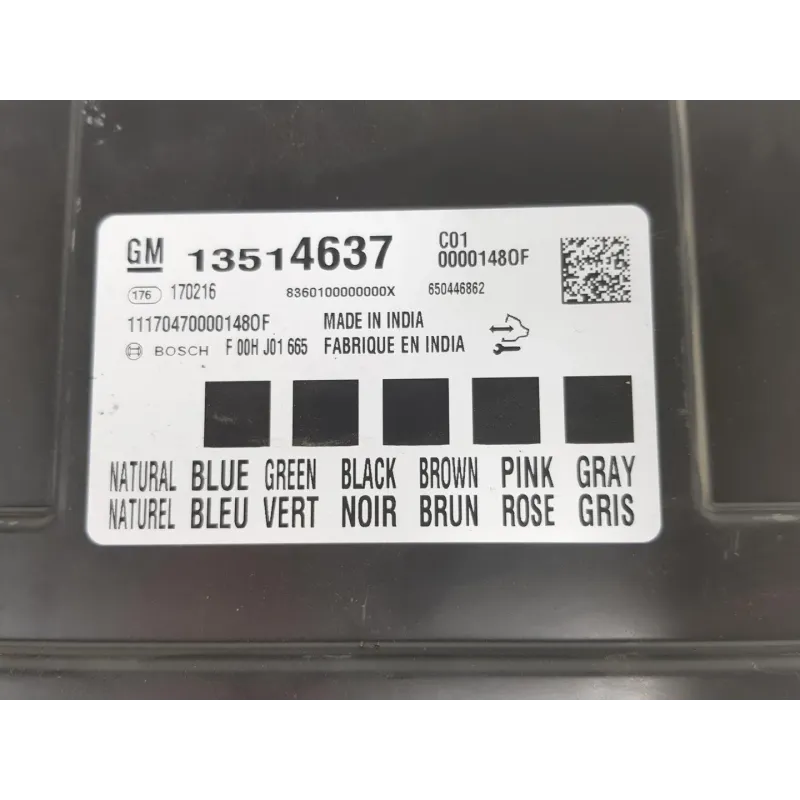 GM 13514637 C01
0000148OF
176 170216 8360100000000X 650446862
11170470000148OF MADE IN INDIA
BOSCH F 00H J01 665 FABRIQUE EN INDIA
NATURAL BLUE GREEN BLACK BROWN PINK GRAY
NATUREL BLEU VERT NOIR BRUN ROSE GRIS